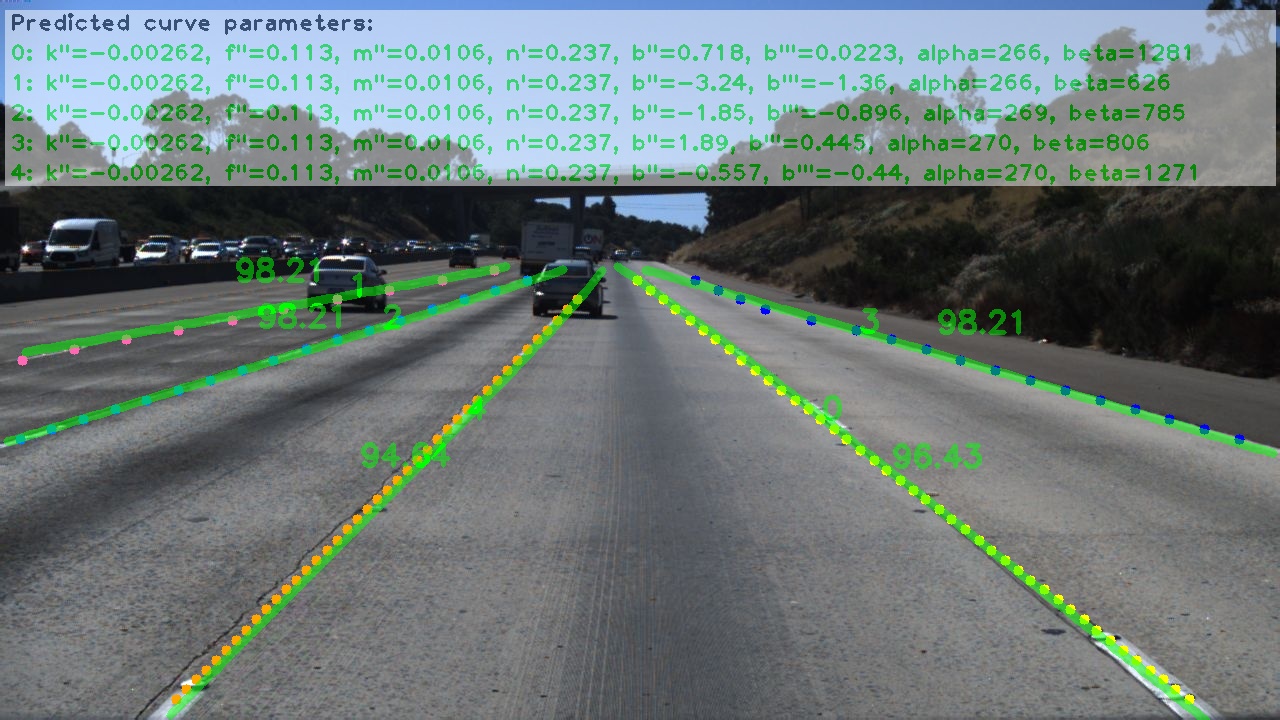 Predicted curve parameters:
0: k''=-0.00262, f''=0.113, m''=0.0106, n'=0.237, b''=0.718, b'''=0.0223, alpha=266, beta=1281
1: k''=-0.00262, f''=0.113, m''=0.0106, n'=0.237, b''=-3.24, b'''=-1.36, alpha=266, beta=626
2: k''=-0.00262, f''=0.113, m''=0.0106, n'=0.237, b''=-1.85, b'''=-0.896, alpha=269, beta=785
3: k''=-0.00262, f''=0.113, m''=0.0106, n'=0.237, b''=1.89, b'''=0.445, alpha=270, beta=806
4: k''=-0.00262, f''=0.113, m''=0.0106, n'=0.237, b''=-0.557, b'''=-0.44, alpha=270, beta=1271
98.21 1
98.21 2
3 98.21
4 0
94.64 96.43